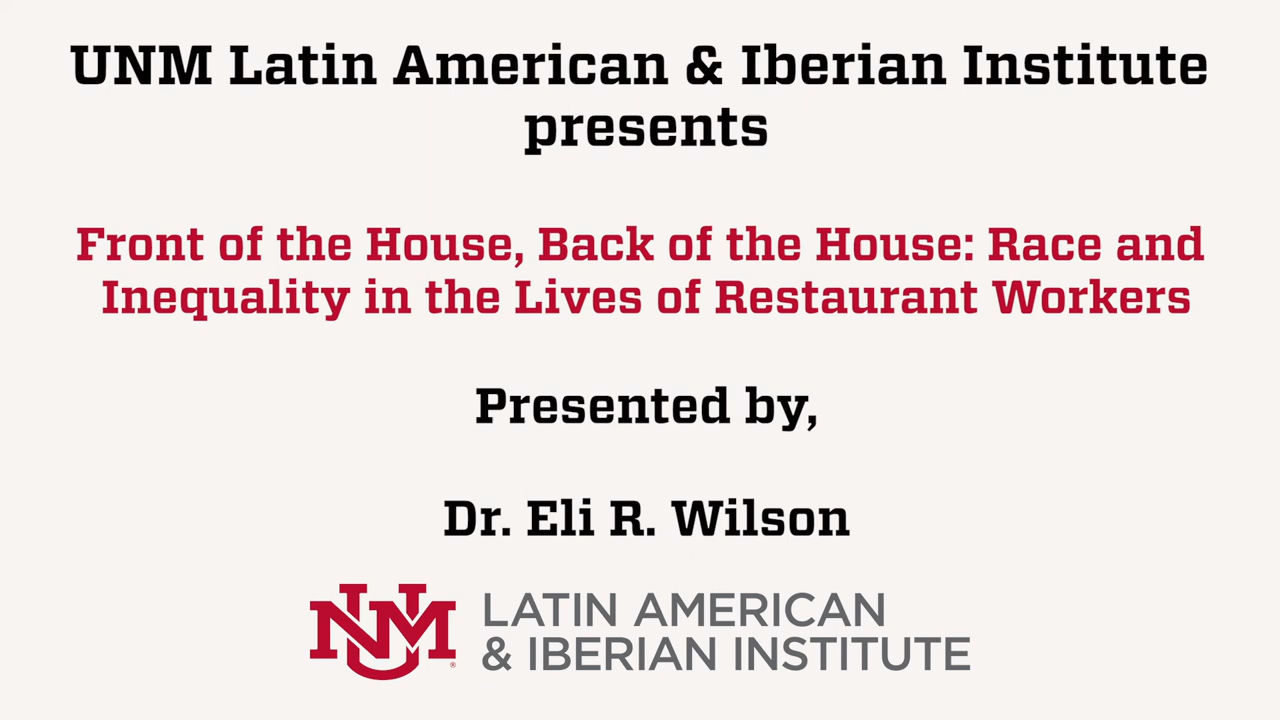 UNM Latin American & Iberian Institute
presents
Front of the House, Back of the House: Race and
Inequality in the Lives of Restaurant Workers
Presented by,
Dr. Eli R. Wilson
UNM® LATIN AMERICAN
& IBERIAN INSTITUTE